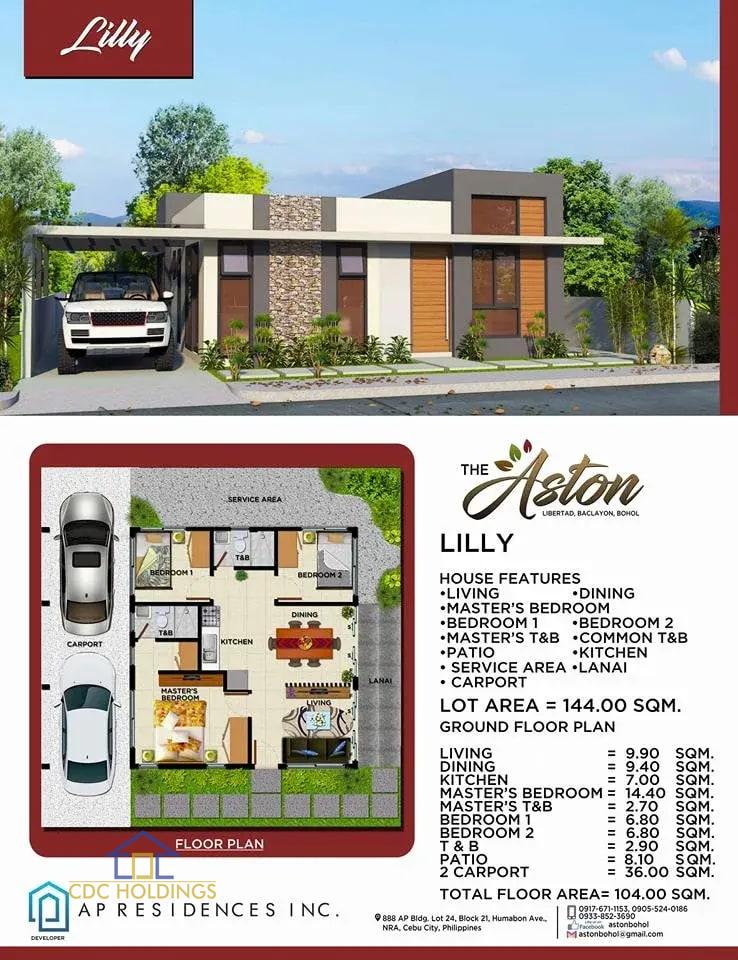 Lilly
SERVICE AREA
BEDROOM 1
T&B
BEDROOM 2
T&B
DINING
KITCHEN
CARPORT
LANAI
MASTER'S
BEDROOM
LIVING
FLOOR PLAN
THE Aston
LIBERTAD, BACLAYON, BOHOL
LILLY
HOUSE FEATURES
•LIVING •DINING
•MASTER'S BEDROOM
•BEDROOM 1 •BEDROOM 2
•MASTER'S T&B •COMMON T&B
•PATIO •KITCHEN
• SERVICE AREA •LANAI
• CARPORT
LOT AREA = 144.00 SQM.
GROUND FLOOR PLAN
LIVING = 9.90 SQM.
DINING = 9.40 SQM.
KITCHEN = 7.00 SQM.
MASTER'S BEDROOM = 14.40 SQM.
MASTER'S T&B = 2.70 SQM.
BEDROOM 1 = 6.80 SQM.
BEDROOM 2 = 6.80 SQM.
T & B = 2.90 SQM.
PATIO = 8.10 SQM.
2 CARPORT = 36.00 SQM.
TOTAL FLOOR AREA= 104.00 SQM.
CDC HOLDINGS
AP RESIDENCES INC.
DEVELOPER
888 AP Bldg. Lot 24, Block 21, Humabon Ave.,
NRA, Cebu City, Philippines
0917-671-1153, 0905-524-0186
0933-852-3690
Facebook astonbohol
astonbohol@gmail.com